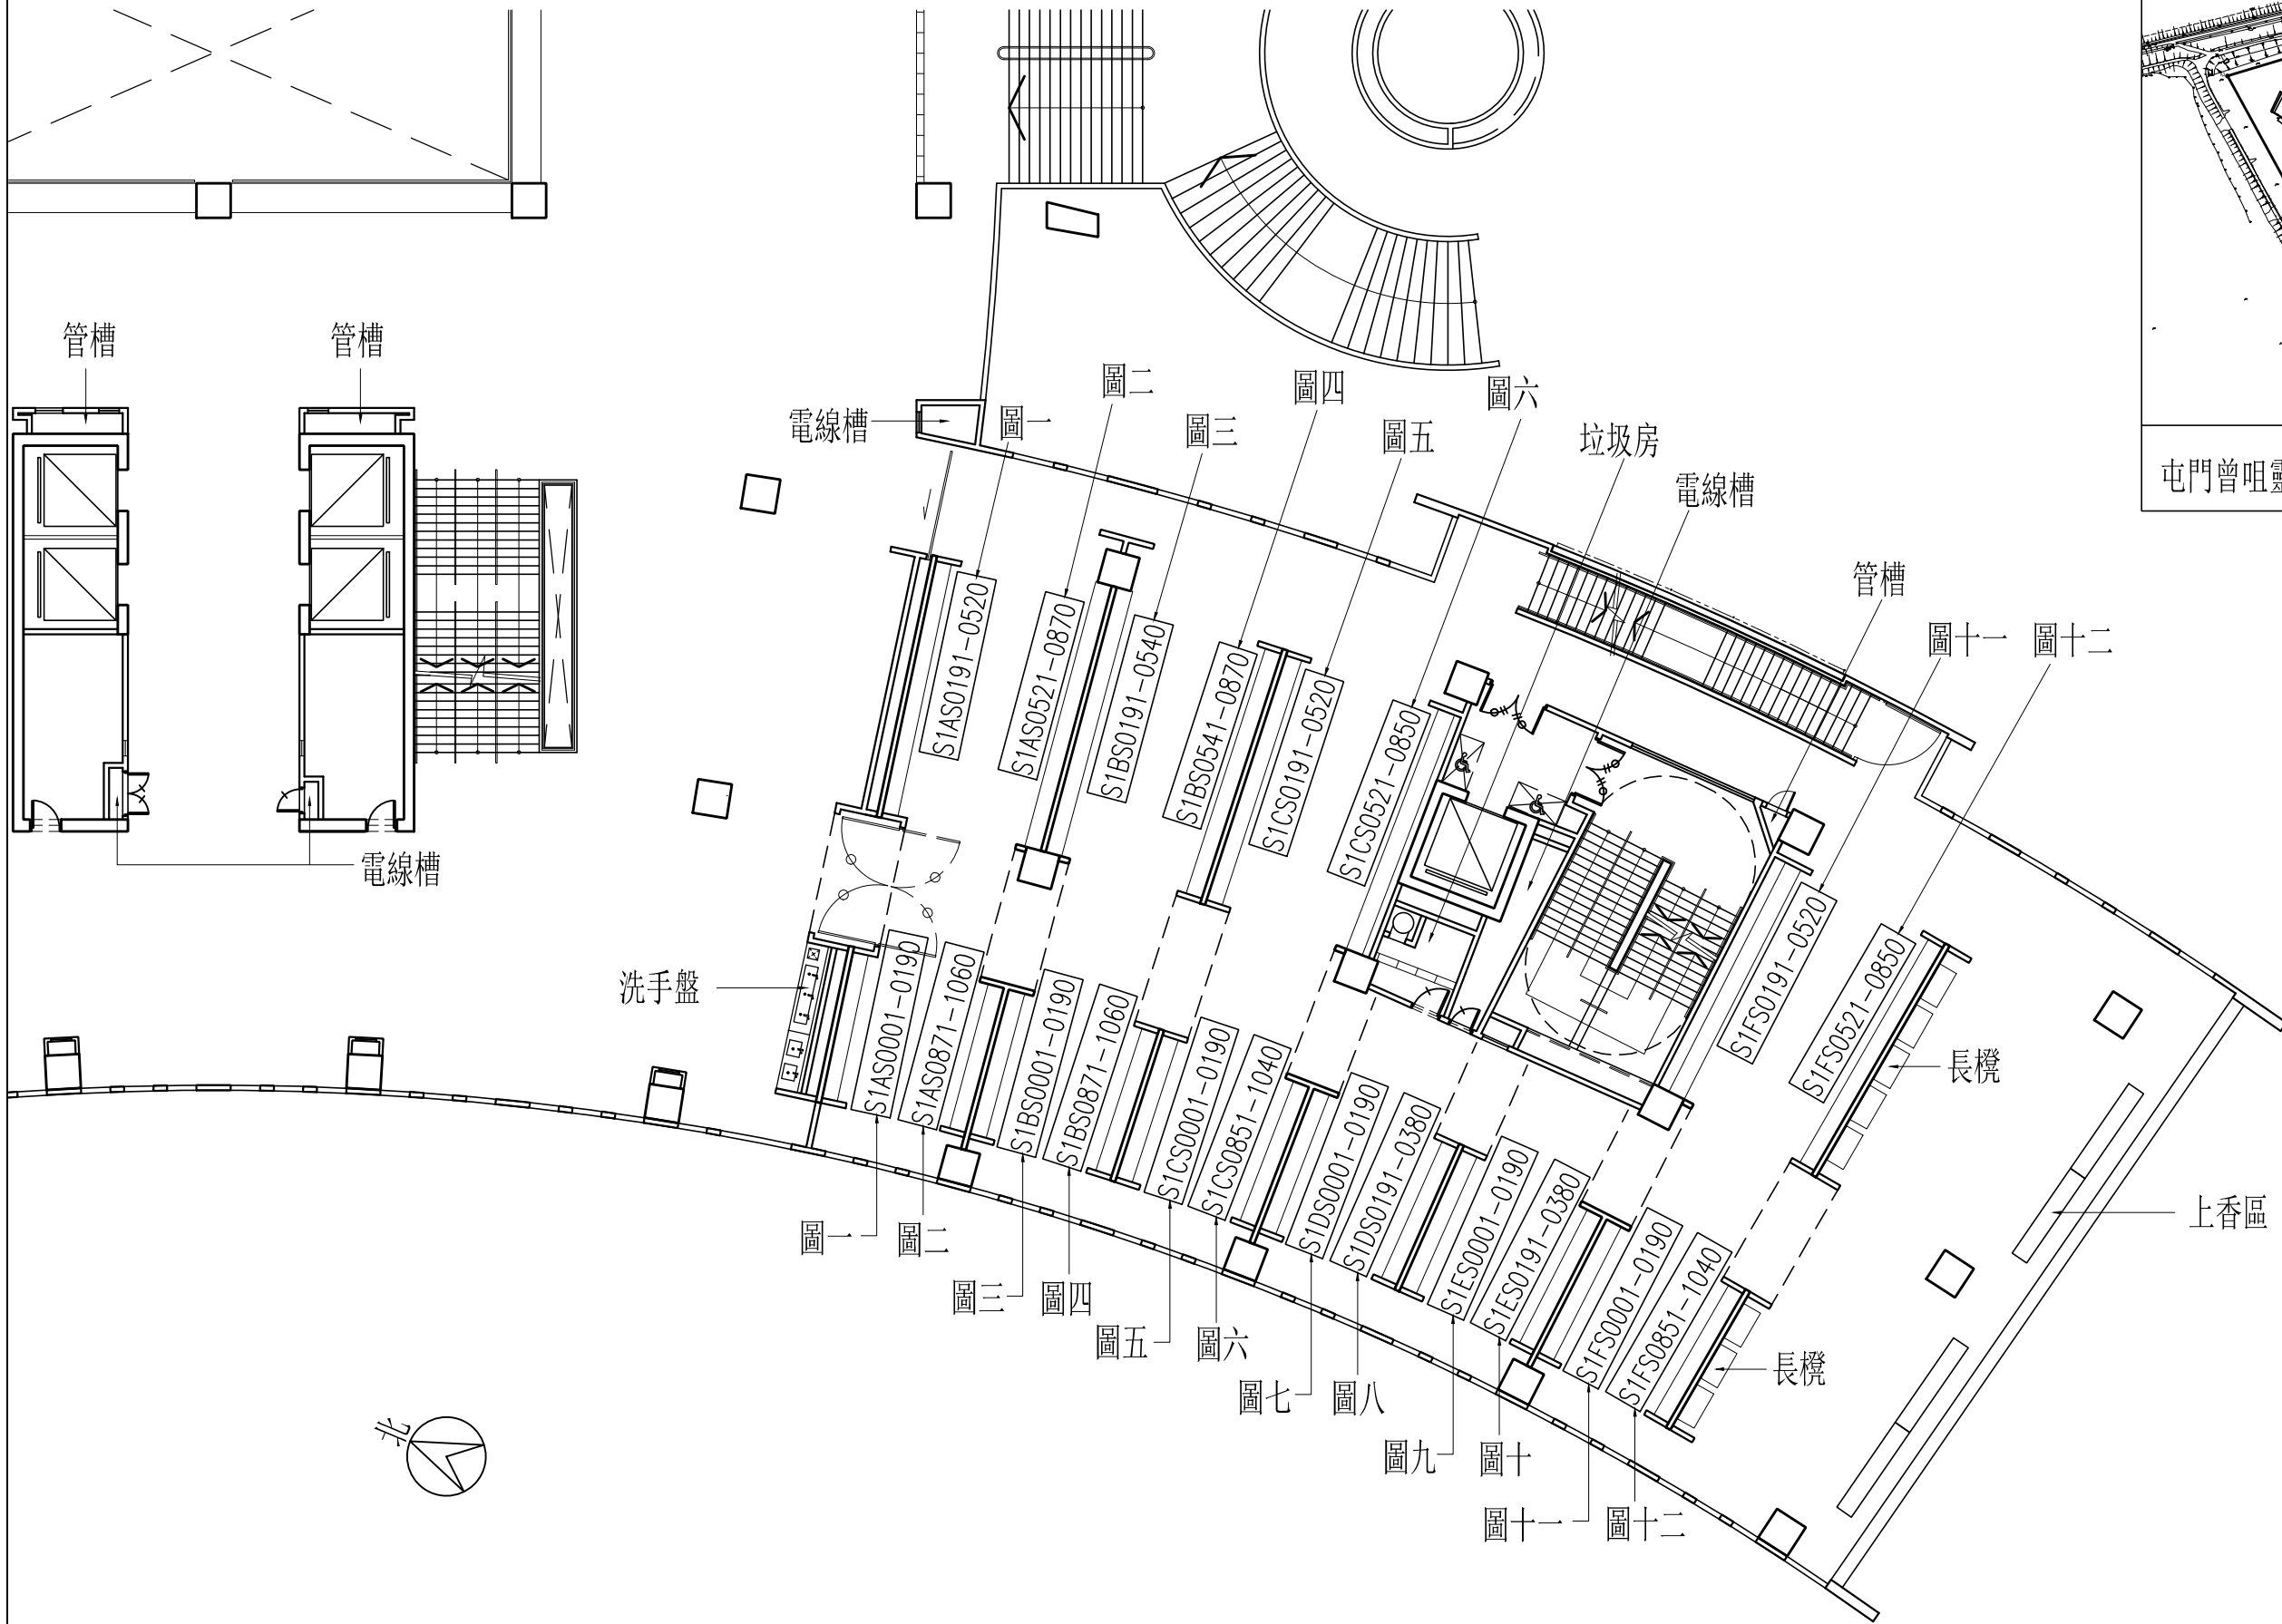 管槽
管槽
圖二
圖四
圖六
電線槽
圖一
圖三
圖五
垃圾房
電線槽
屯門曾咀
管槽
圖十一
圖十二
S1AS0191-0520
S1AS0521-0870
S1BS0191-0540
S1BS0541-0870
S1CS0191-0520
S1CS0521-0850
S1FS0191-0520
S1FS0521-0850
電線槽
洗手盤
S1AS0001-0190
S1AS0871-1060
S1BS0001-0190
S1BS0871-1060
S1CS0001-0190
S1CS0851-1040
S1DS0001-0190
S1DS0191-0380
S1ES0001-0190
S1ES0191-0380
S1FS0001-0190
S1FS0851-1040
長櫈
上香區
圖一
圖二
圖三
圖四
圖五
圖六
長櫈
圖七
圖八
圖九
圖十
圖十一
圖十二
北